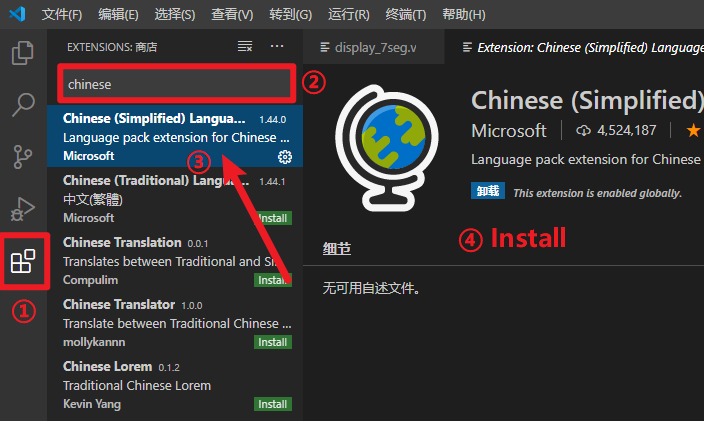 文件(F) 编辑(E) 选择(S) 查看(V) 转到(G) 运行(R) 终端(T) 帮助(H)
EXTENSIONS: 商店
chinese
②
Chinese (Simplified) Langua... 1.44.0
Language pack extension for Chinese ...
Microsoft
③
Chinese (Traditional) Langua... 1.44.1
中文(繁體)
Microsoft Install
Chinese Translation 0.0.1
Translates between Traditional and Si...
Compulim Install
①
Chinese Translator 1.0.0
Translate between Traditional Chinese ...
mollykannn Install
Chinese Lorem 0.1.2
Traditional Chinese Lorem
Kevin Yang Install
display_7seg.v
Extension: Chinese (Simplified) Language
Chinese (Simplified)
Microsoft 4,524,187
Language pack extension for Chinese
卸载 This extension is enabled globally.
④ Install
细节
无可用自述文件。